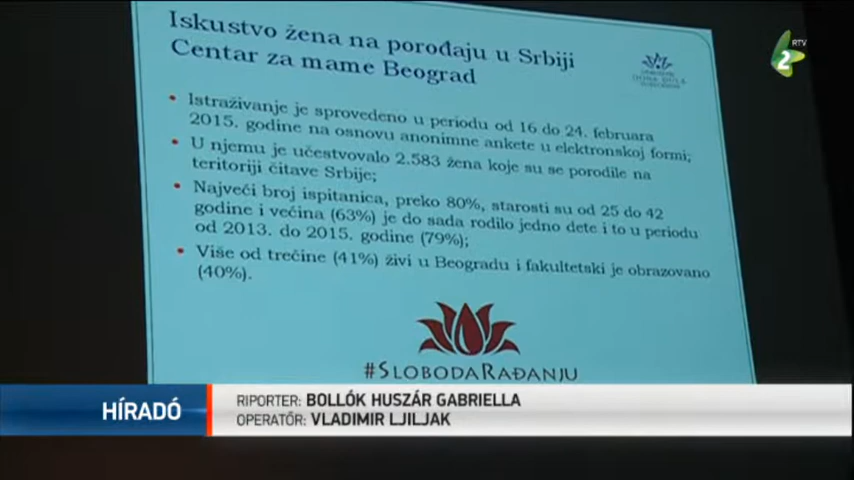 Iskustvo žena na porođaju u Srbiji
Centar za mame Beograd
RTV
2
• Istraživanje je sprovedeno u periodu od 16 do 24. februara
2015. godine na osnovu anonimne ankete u elektronskoj formi;
• U njemu je učestvovalo 2.583 žena koje su se porodile na
teritoriji čitave Srbije;
• Najveći broj ispitanica, preko 80%, starosti su od 25 do 42
godine i većina (63%) je do sada rodilo jedno dete i to u periodu
od 2013. do 2015. godine (79%);
• Više od trećine (41%) živi u Beogradu i fakultetski je obrazovano
(40%).
#SLOBODARAĐANJU
HÍRADÓ
RIPORTER: BOLLÓK HUSZÁR GABRIELLA
OPERATŐR: VLADIMIR LJILJAK